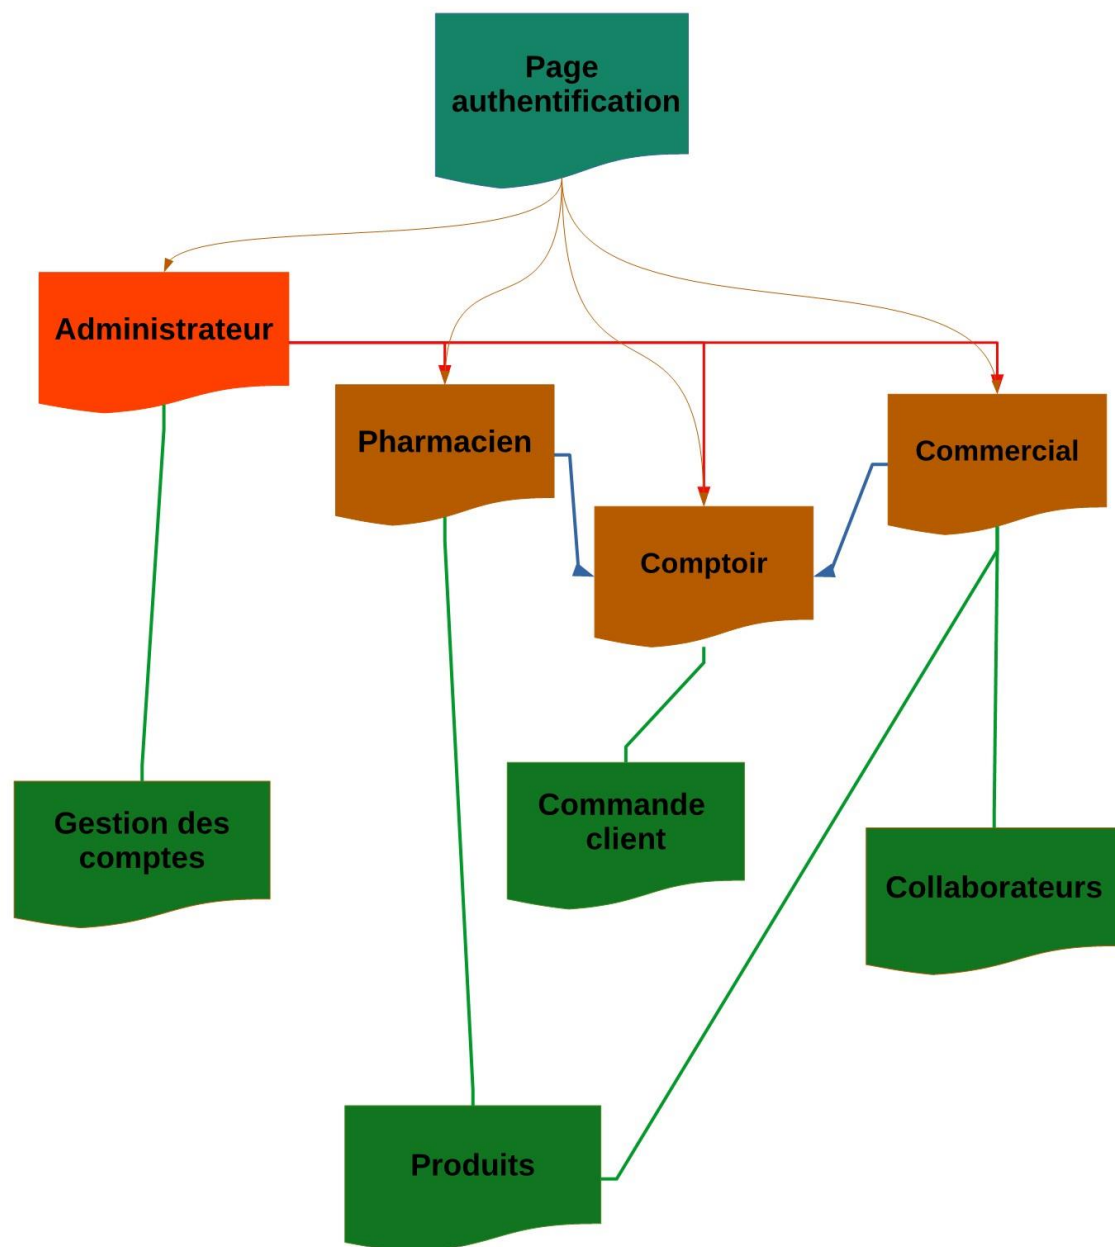 Page
authentification
Administrateur
Pharmacien
Commercial
Comptoir
Gestion des
comptes
Commande
client
Collaborateurs
Produits